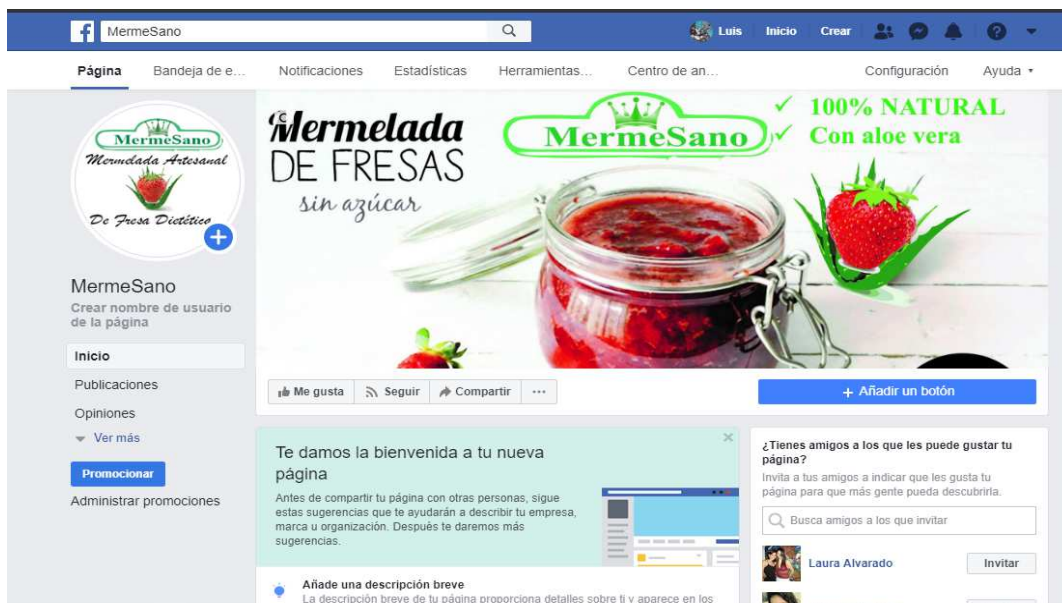 MermeSano
Luis Inicio Crear
Página Bandeja de e... Notificaciones Estadísticas Herramientas... Centro de an... Configuración Ayuda
MermeSano
Mermelada Artesanal
De Fresa Dietético
MermeSano
Crear nombre de usuario
de la página
Inicio
Publicaciones
Opiniones
Ver más
Promocionar
Administrar promociones
Mermelada
DE FRESAS
sin azúcar
MermeSano
100% NATURAL
Con aloe vera
Me gusta Seguir Compartir ...
+ Añadir un botón
Te damos la bienvenida a tu nueva
página
Antes de compartir tu página con otras personas, sigue
estas sugerencias que te ayudarán a describir tu empresa,
marca u organización. Después te daremos más
sugerencias.
Añade una descripción breve
La descripción breve de tu página proporciona detalles sobre ti y aparece en los
¿Tienes amigos a los que les puede gustar tu
página?
Invita a tus amigos a indicar que les gusta tu
página para que más gente pueda descubrirla.
Busca amigos a los que invitar
Laura Alvarado Invitar